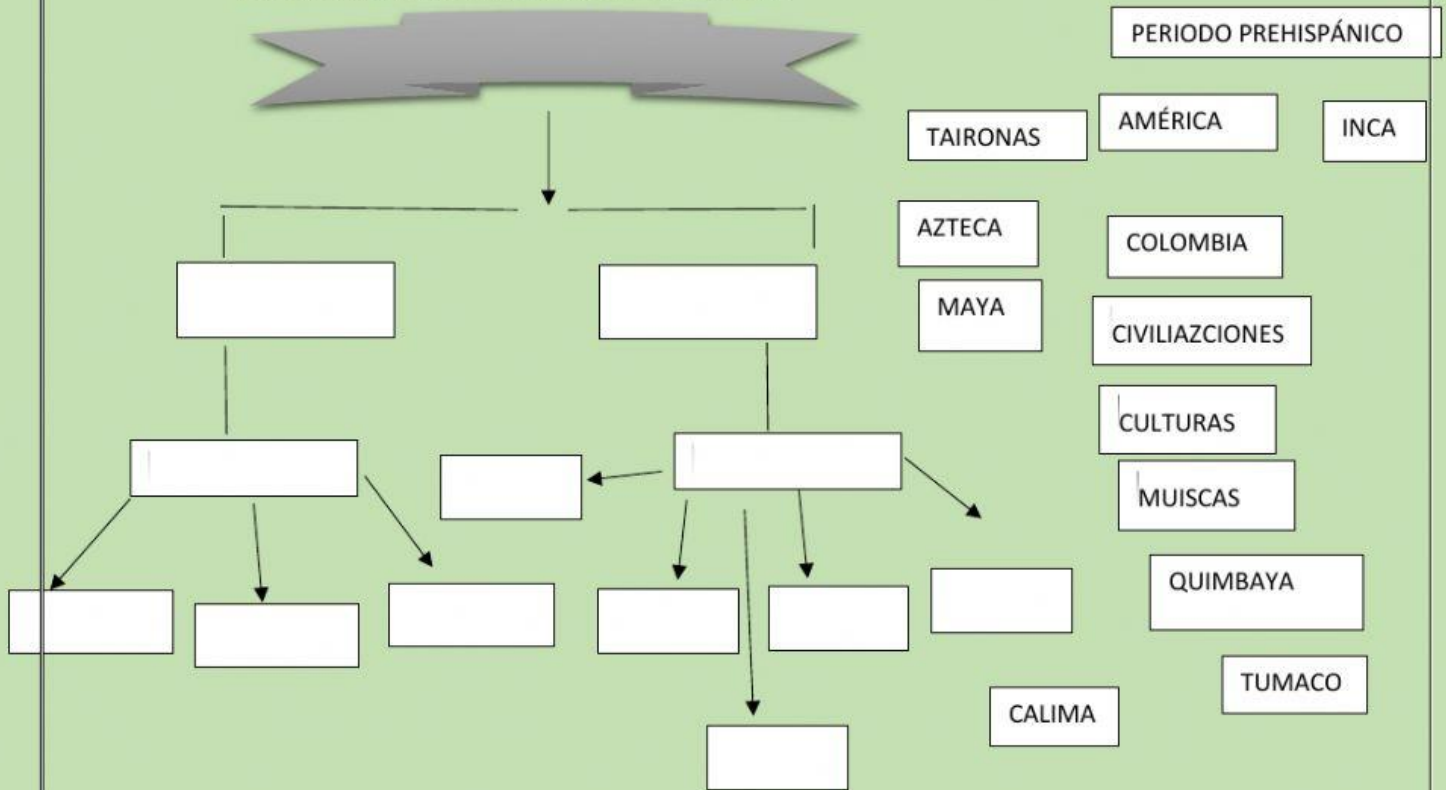 PERIODO PREHISPÁNICO
TAIRONAS
AMÉRICA
INCA
AZTECA
COLOMBIA
MAYA
CIVILIAZCIONES
CULTURAS
MUISCAS
QUIMBAYA
TUMACO
CALIMA